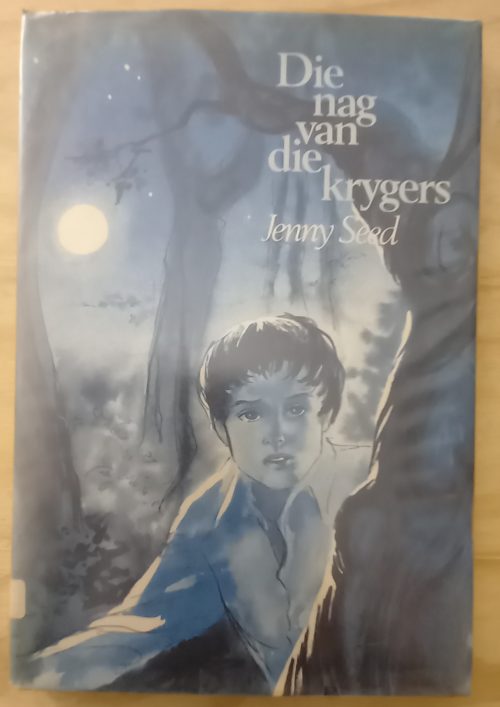 Die
nag
van
die
krygers
Jenny Seed